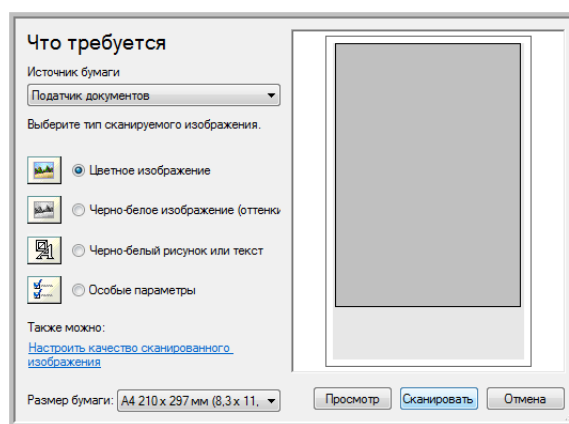 Что требуется
Источник бумаги
Податчик документов
Выберите тип сканируемого изображения.
Цветное изображение
Черно-белое изображение (оттенки
Черно-белый рисунок или текст
Особые параметры
Также можно:
Настроить качество сканированного
изображения
Размер бумаги: A4 210 x 297 мм (8,3 x 11,
Просмотр Сканировать Отмена